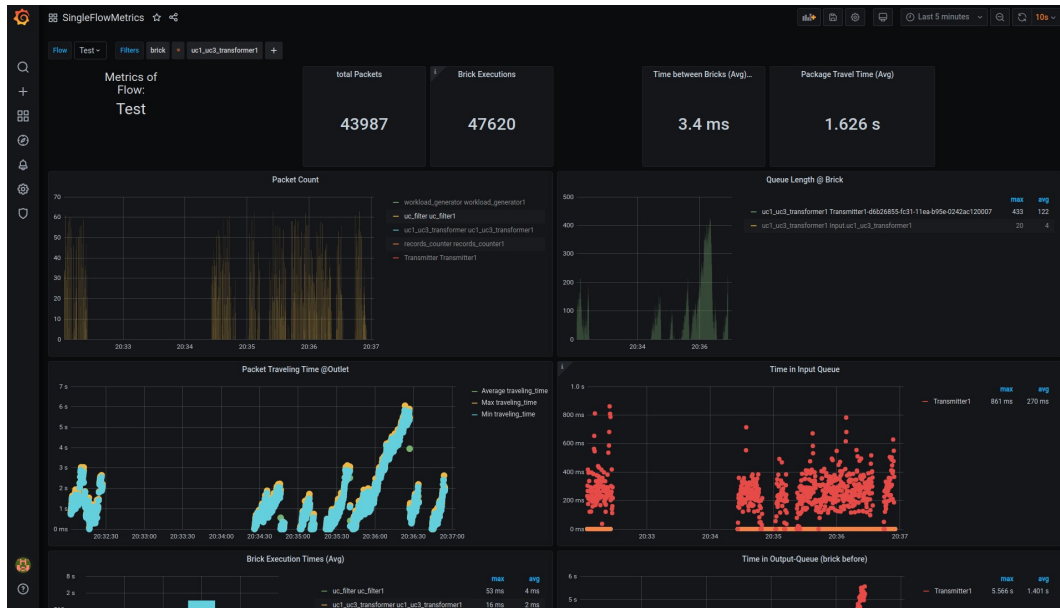 SingleFlowMetrics
Last 5 minutes
10s
Flow
Test
Filters
brick
=
uc1_uc3_transformer1
+
Metrics of
Flow:
Test
total Packets
43987
Brick Executions
47620
Time between Bricks (Avg)...
3.4 ms
Package Travel Time (Avg)
1.626 s
Packet Count
70
60
50
40
30
20
10
0
20:33
20:34
20:35
20:36
20:37
workload_generator workload_generator1
uc_filter uc_filter1
uc1_uc3_transformer uc1_uc3_transformer1
records_counter records_counter1
Transmitter Transmitter1
Queue Length @ Brick
500
400
300
200
100
0
20:34
20:36
max avg
uc1_uc3_transformer1 Transmitter1-d6b26855-fc31-11ea-b95e-0242ac120007 433 122
uc1_uc3_transformer1 Input.uc1_uc3_transformer1 20 4
Packet Traveling Time @Outlet
7 s
6 s
5 s
4 s
3 s
2 s
1 s
0 ms
20:32:30
20:33:00
20:33:30
20:34:00
20:34:30
20:35:00
20:35:30
20:36:00
20:36:30
20:37:00
Average traveling_time
Max traveling_time
Min traveling_time
Time in Input Queue
1.0 s
800 ms
600 ms
400 ms
200 ms
0 ms
20:33
20:34
20:35
20:36
20:37
max avg
Transmitter1 861 ms 270 ms
Brick Execution Times (Avg)
8 s
2 s
max avg
uc_filter uc_filter1 53 ms 4 ms
uc1_uc3_transformer uc1_uc3_transformer1 16 ms 2 ms
Time in Output-Queue (brick before)
6 s
5 s
max avg
Transmitter1 5.566 s 1.401 s